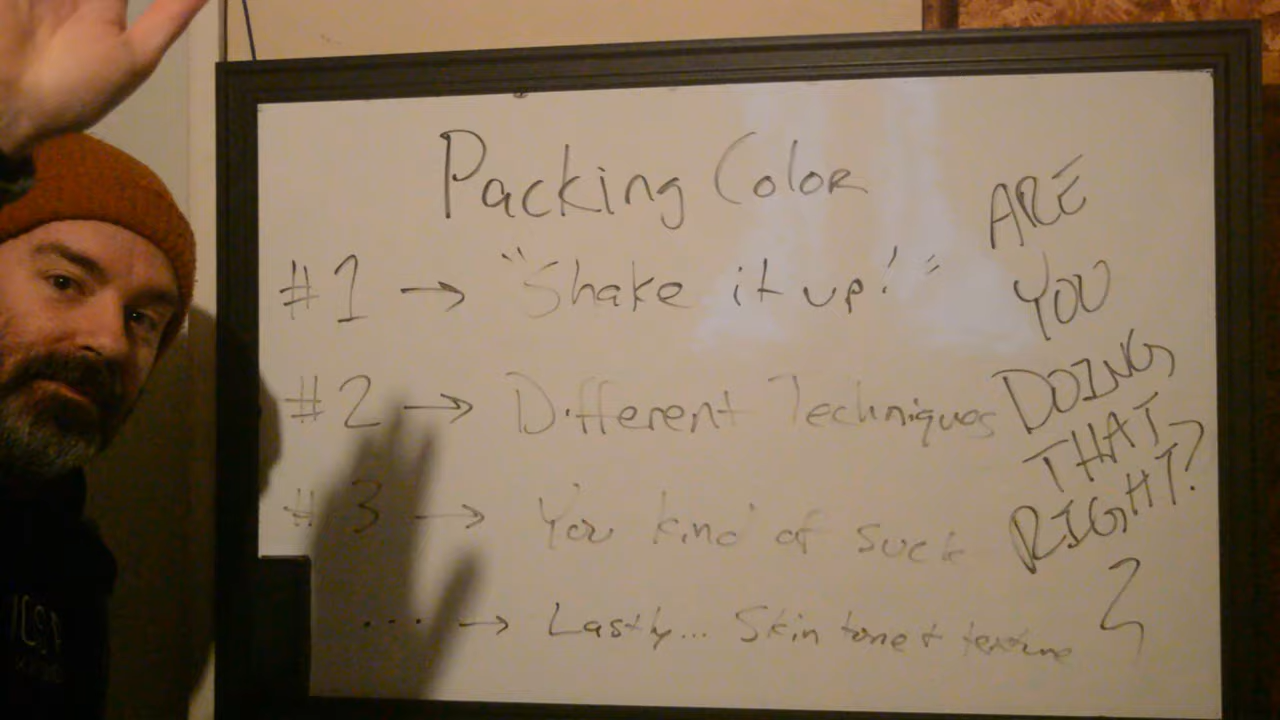 Packing Color
#1 → "Shake it up!"
#2 → Different Techniques
#3 → You kind of suck
.... → Lastly... Skin tone + texture
ARE
YOU
DOING
THAT
RIGHT?